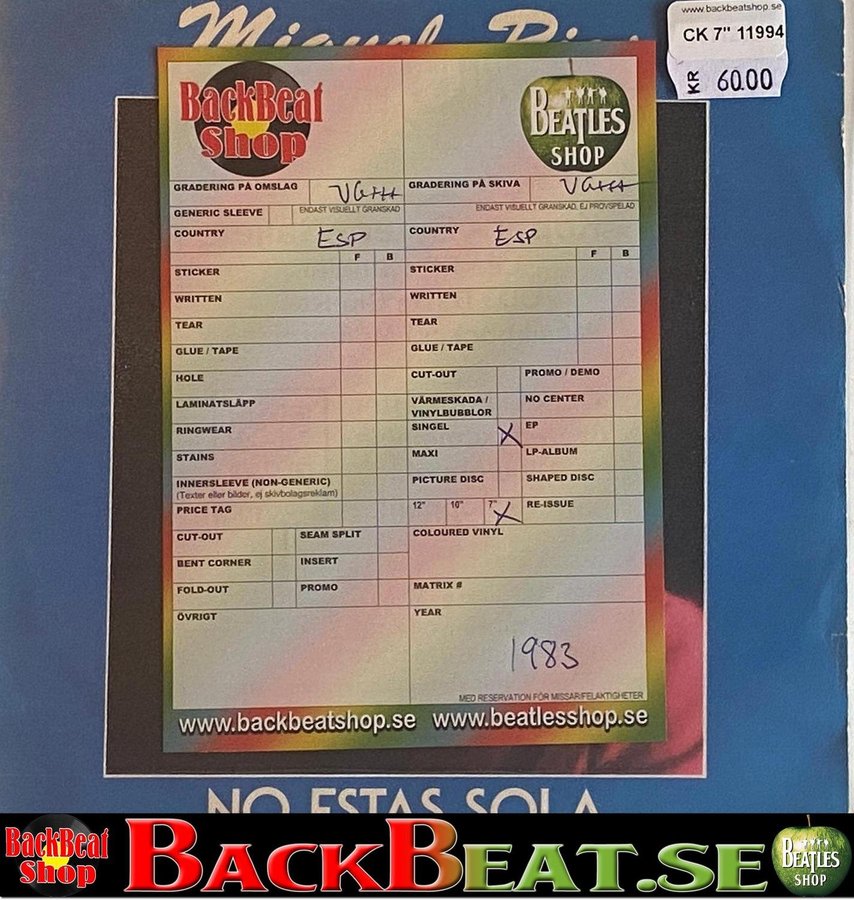 Miguel Rios
www.backbeatshop.se
CK 7" 11994
KR 60.00
BackBeat
Shop
BEATLES
SHOP
GRADERING PÅ OMSLAG VG+++
GRADERING PÅ SKIVA VG+++
GENERIC SLEEVE ENDAST VISUELLT GRANSKAD
ENDAST VISUELLT GRANSKAD, EJ PROVSPELAD
COUNTRY ESP
COUNTRY ESP
F B
F B
STICKER
STICKER
WRITTEN
WRITTEN
TEAR
TEAR
GLUE / TAPE
GLUE / TAPE
HOLE
CUT-OUT PROMO / DEMO
LAMINATSLÄPP
VÄRMESKADA /
VINYLBUBBLOR NO CENTER
RINGWEAR
SINGEL X EP
STAINS
MAXI LP-ALBUM
INNERSLEEVE (NON-GENERIC)
(Texter eller bilder, ej skivbolagsreklam)
PICTURE DISC SHAPED DISC
PRICE TAG
12" 10" 7" X RE-ISSUE
CUT-OUT SEAM SPLIT
COLOURED VINYL
BENT CORNER INSERT
FOLD-OUT PROMO
MATRIX #
ÖVRIGT
YEAR
1983
MED RESERVATION FÖR MISSAR/FELAKTIGHETER
www.backbeatshop.se www.beatlesshop.se
NO ESTAS SOLA
BackBeat
Shop
BACKBEAT.SE
BEATLES
SHOP